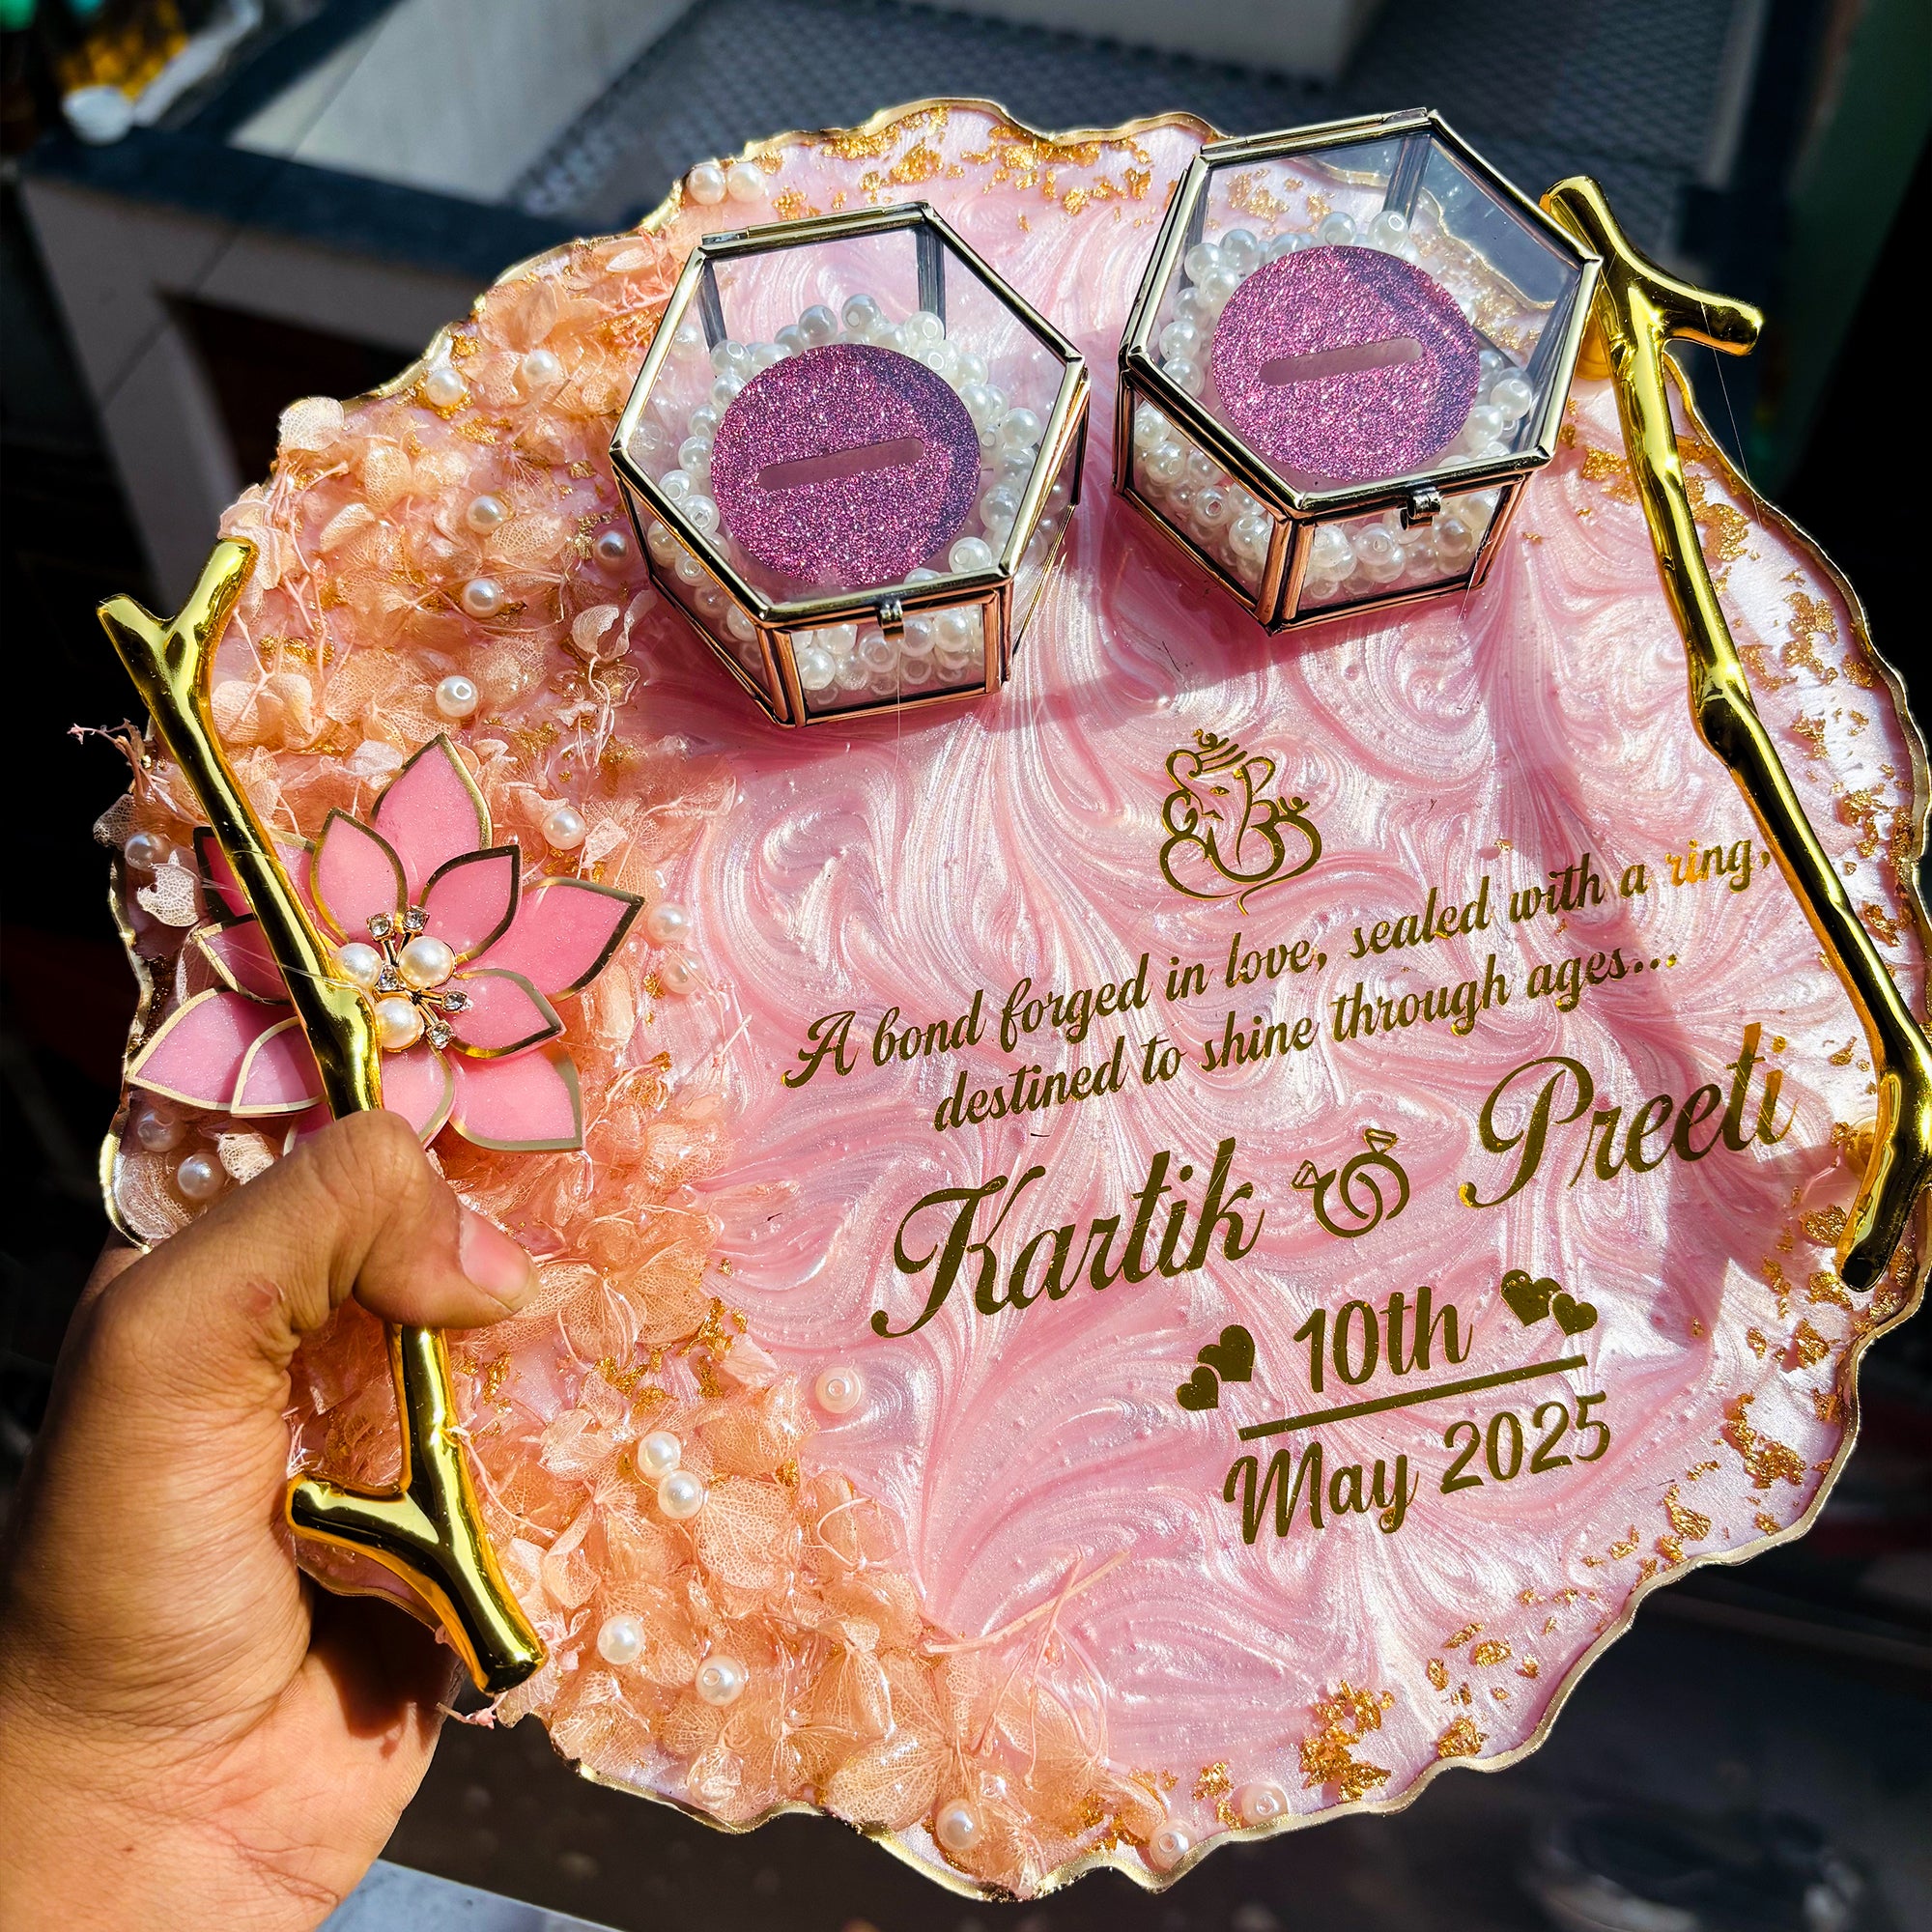 A bond forged in love, sealed with a ring,
destined to shine through ages...
Kartik Preeti
10th
May 2025